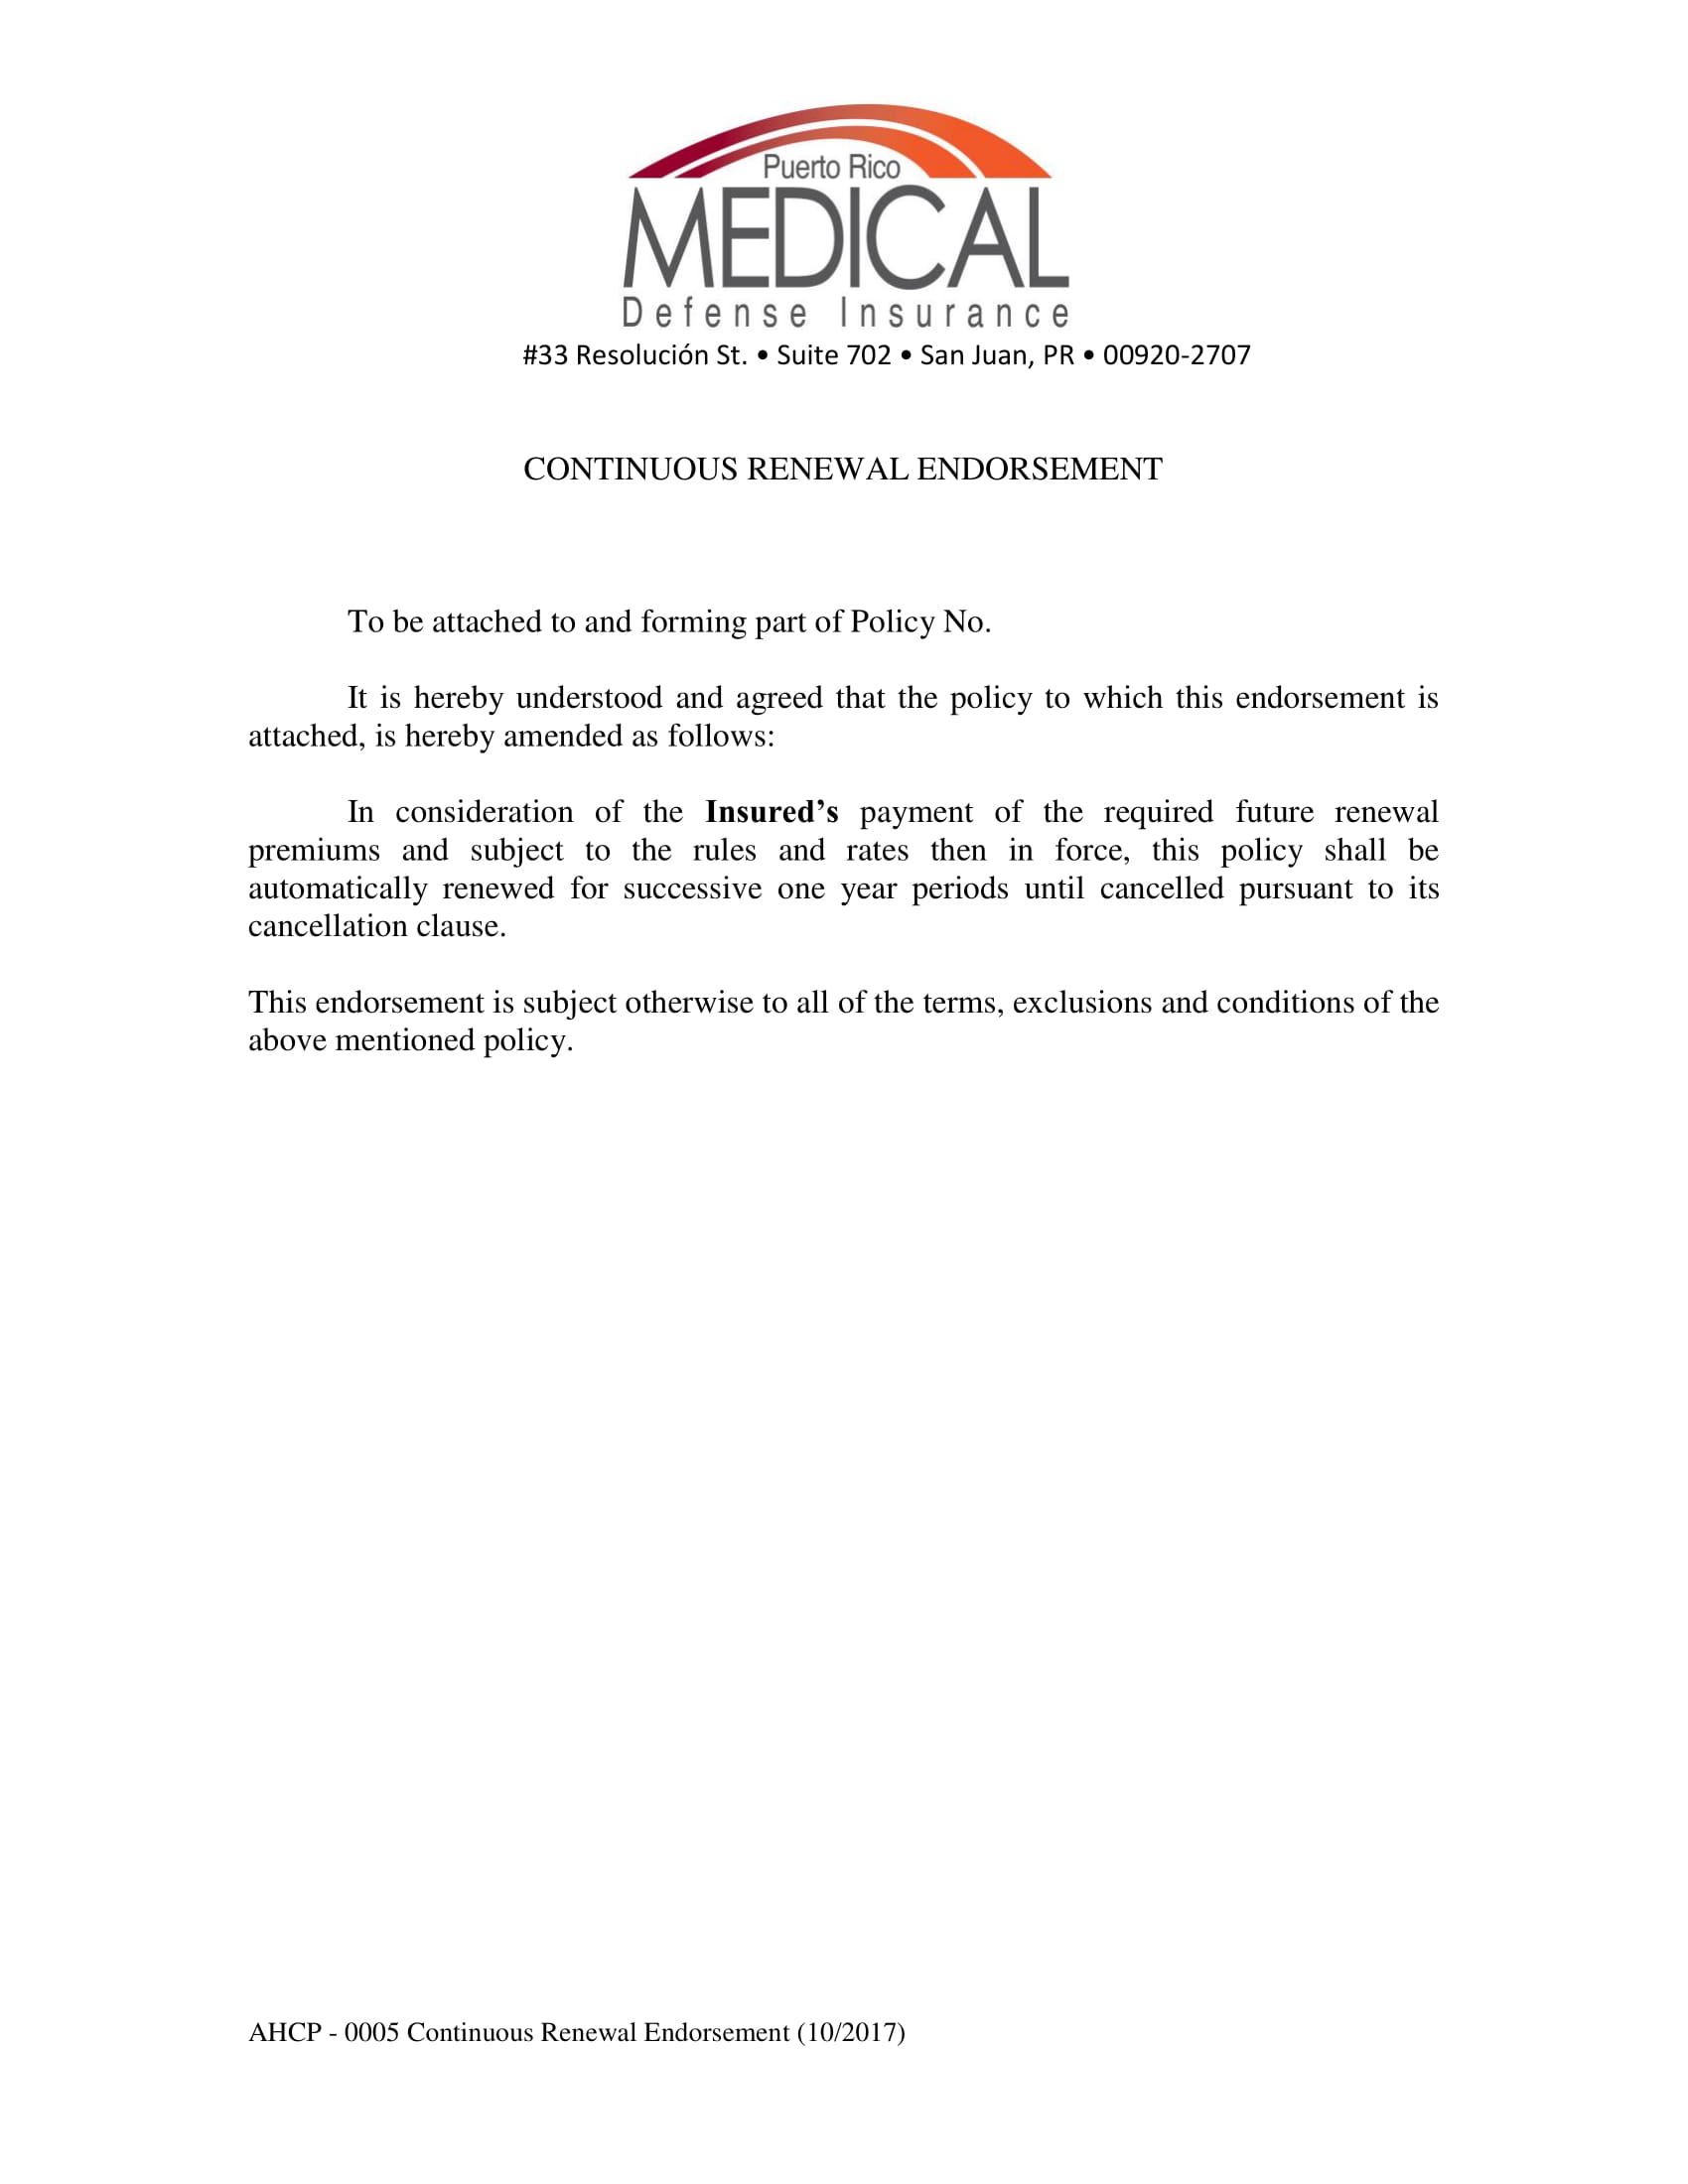 Puerto Rico
MEDICAL
Defense Insurance
#33 Resolución St. • Suite 702 • San Juan, PR • 00920-2707
CONTINUOUS RENEWAL ENDORSEMENT
To be attached to and forming part of Policy No.
It is hereby understood and agreed that the policy to which this endorsement is
attached, is hereby amended as follows:
In consideration of the Insured’s payment of the required future renewal
premiums and subject to the rules and rates then in force, this policy shall be
automatically renewed for successive one year periods until cancelled pursuant to its
cancellation clause.
This endorsement is subject otherwise to all of the terms, exclusions and conditions of the
above mentioned policy.
AHCP - 0005 Continuous Renewal Endorsement (10/2017)